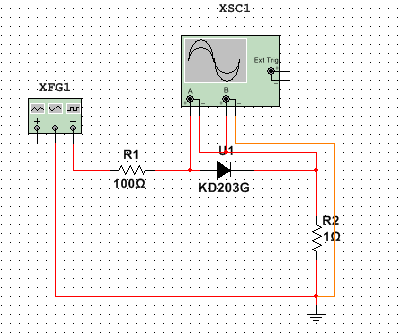 XSC1
Ext Trig
+
A
B
+
-
+
-
XFG1
+
-
R1
100Ω
U1
KD203G
R2
1Ω